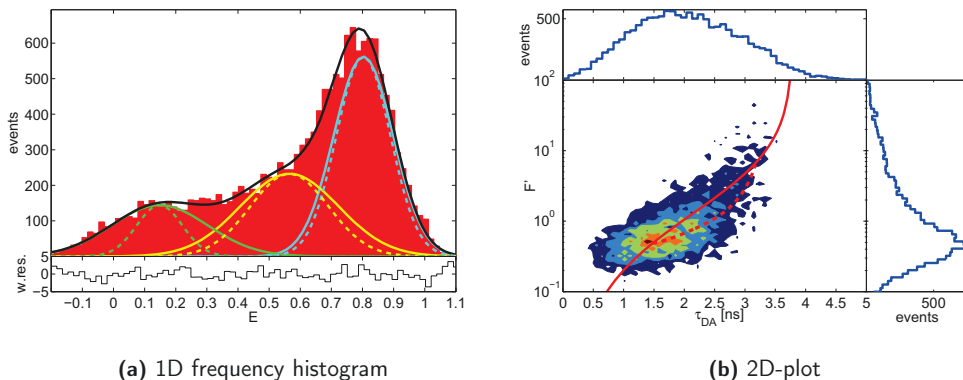 600
500
400
300
200
100
5
events
5
0
−5
w.res.
−0.1 0 0.1 0.2 0.3 0.4 0.5 0.6 0.7 0.8 0.9 1 1.1
E
500
10²
events
10¹
10⁰
10⁻¹
F'
0 0.5 1 1.5 2 2.5 3 3.5 4 4.5 5 500
τDA [ns]
events
(a) 1D frequency histogram
(b) 2D-plot